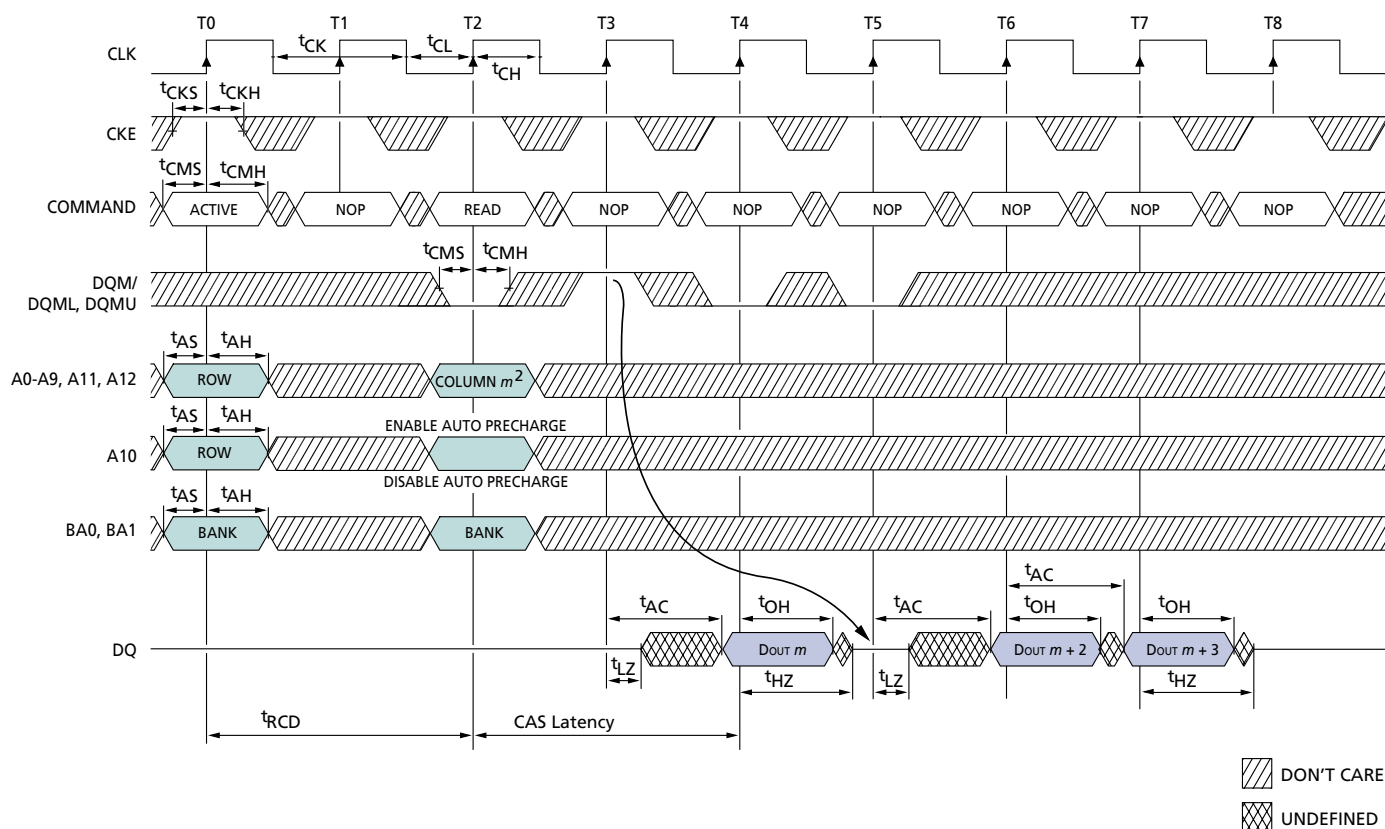 T0 T1 T2 T3 T4 T5 T6 T7 T8
CLK
tCK tCL
tCH
tCKS tCKH
CKE
tCMS tCMH
COMMAND ACTIVE NOP READ NOP NOP NOP NOP NOP NOP
tCMS tCMH
DQM/
DQML, DQMU
tAS tAH
A0-A9, A11, A12 ROW COLUMN m2
tAS tAH ENABLE AUTO PRECHARGE
A10 ROW
DISABLE AUTO PRECHARGE
tAS tAH
BA0, BA1 BANK BANK
tAC
tAC tOH tAC tOH tOH
DQ DOUT m DOUT m + 2 DOUT m + 3
tLZ tHZ tLZ tHZ
tRCD CAS Latency
DON'T CARE
UNDEFINED